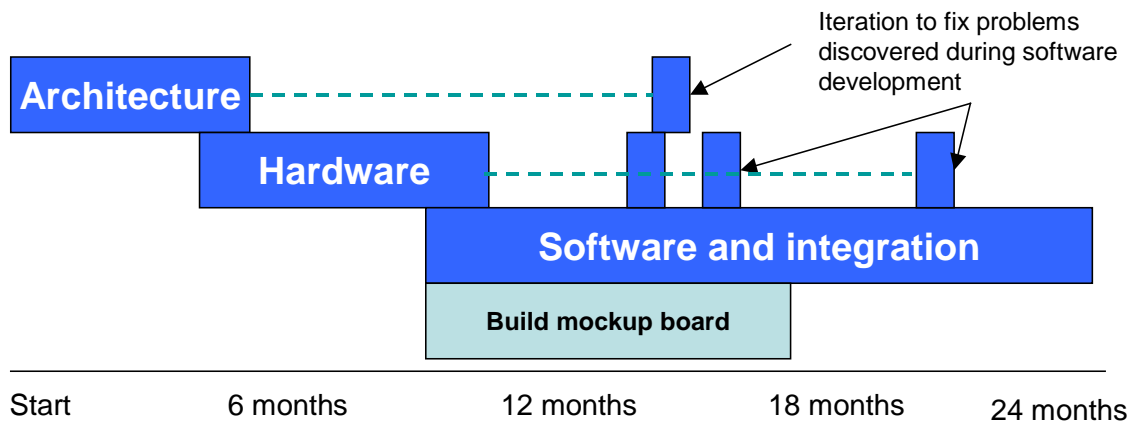 Iteration to fix problems
discovered during software
development
Architecture
Hardware
Software and integration
Build mockup board
Start
6 months
12 months
18 months
24 months